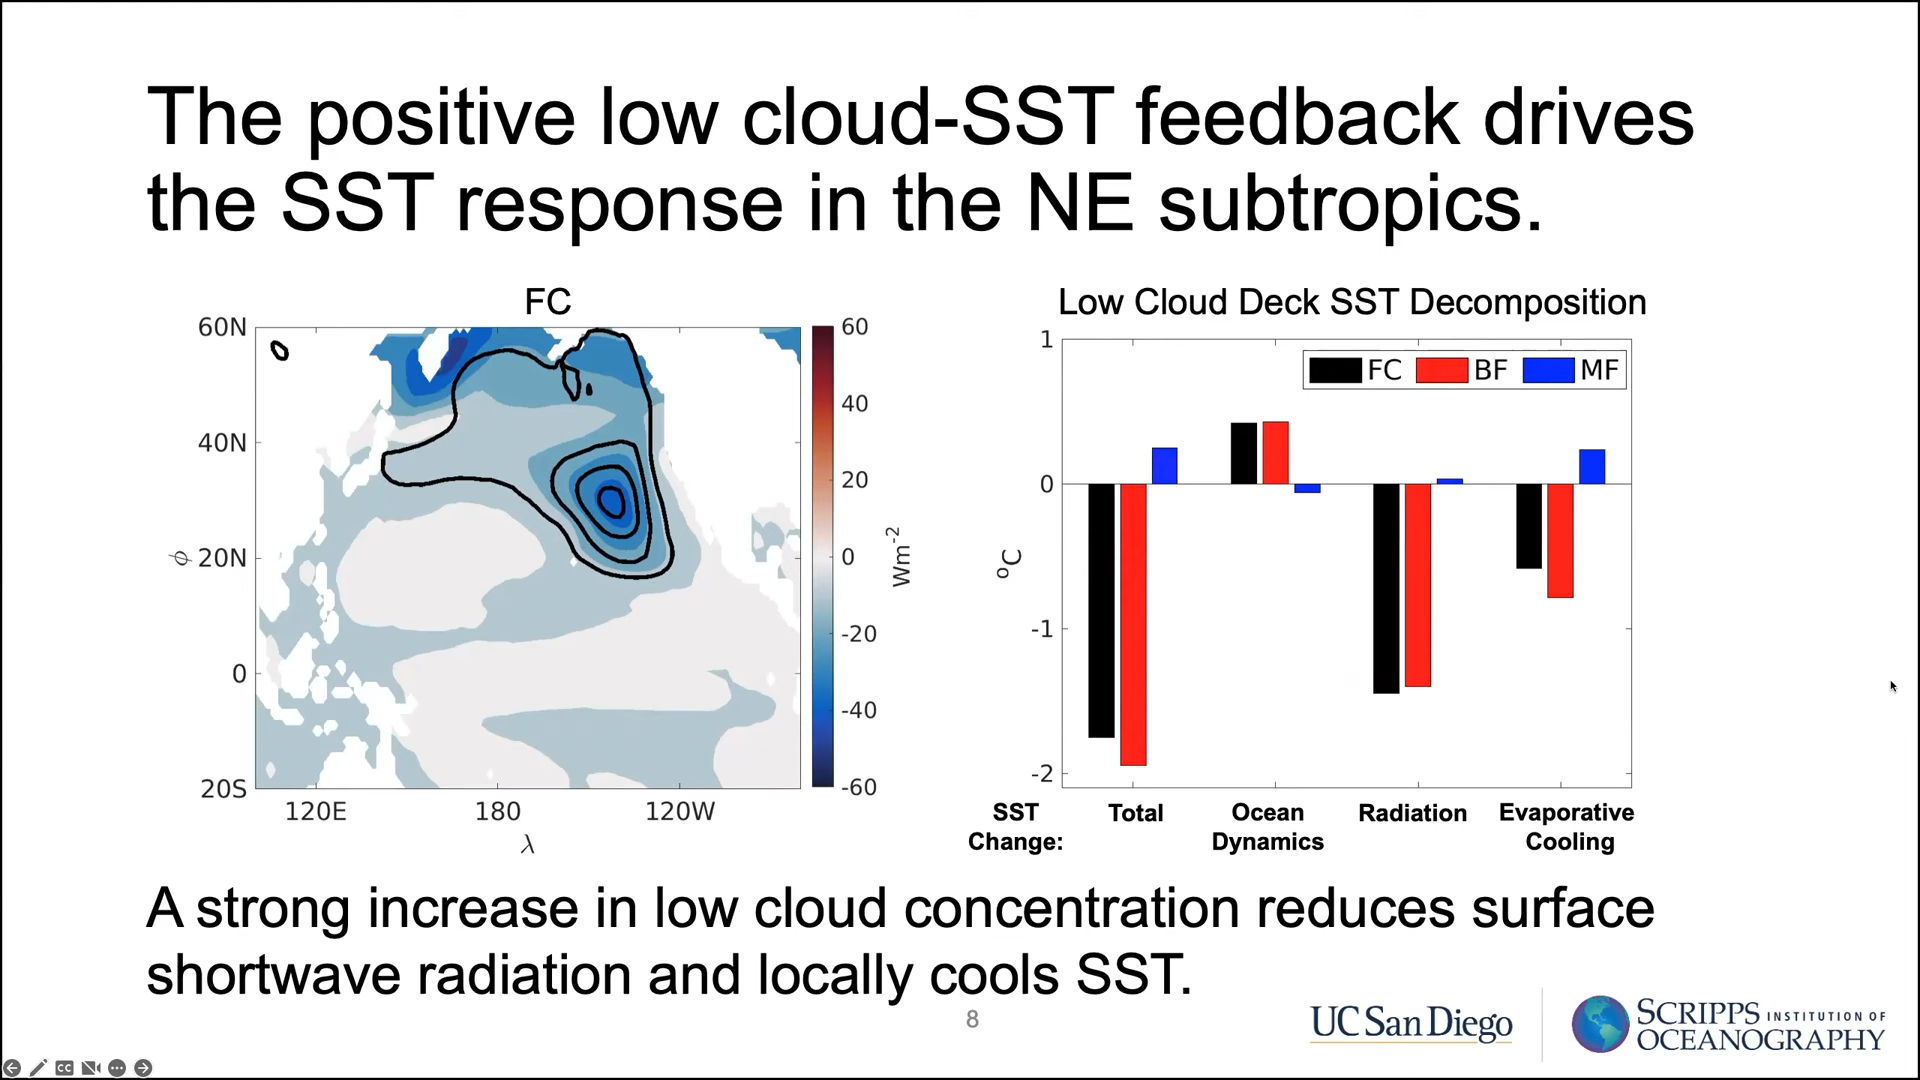 The positive low cloud-SST feedback drives
the SST response in the NE subtropics.
FC
60N
40N
20N
0
20S
ϕ
120E 180 120W
λ
60
40
20
0
-20
-40
-60
Wm-2
Low Cloud Deck SST Decomposition
FC BF MF
1
0
-1
-2
oC
SST Change:
Total
Ocean Dynamics
Radiation
Evaporative Cooling
A strong increase in low cloud concentration reduces surface
shortwave radiation and locally cools SST.
8
UC San Diego
SCRIPPS INSTITUTION OF
OCEANOGRAPHY
CC